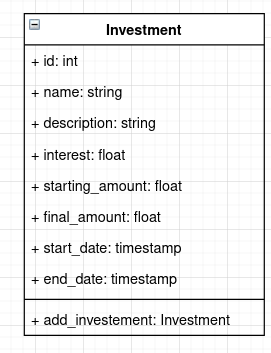 Investment
+ id: int
+ name: string
+ description: string
+ interest: float
+ starting_amount: float
+ final_amount: float
+ start_date: timestamp
+ end_date: timestamp
+ add_investement: Investment